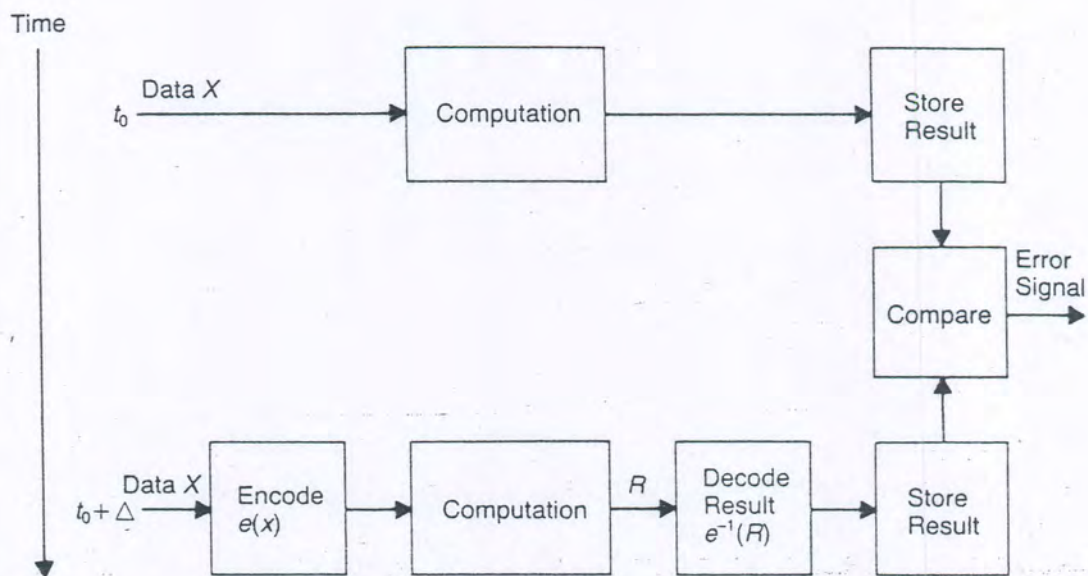 Time
Data X
t₀
Computation
Store
Result
Error
Signal
Compare
Data X
t₀ + Δ
Encode
e(x)
Computation
R
Decode
Result
e⁻¹(R)
Store
Result